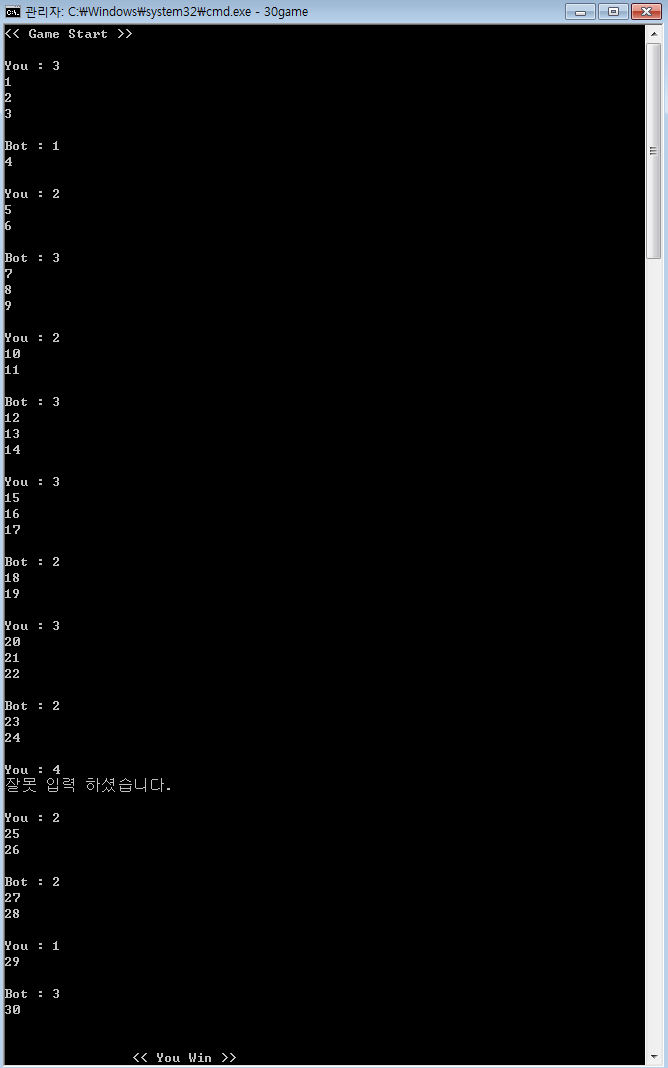 관리자: C:₩Windows₩system32₩cmd.exe - 30game
<< Game Start >>
You : 3
1
2
3
Bot : 1
4
You : 2
5
6
Bot : 3
7
8
9
You : 2
10
11
Bot : 3
12
13
14
You : 3
15
16
17
Bot : 2
18
19
You : 3
20
21
22
Bot : 2
23
24
You : 4
잘못 입력 하셨습니다.
You : 2
25
26
Bot : 2
27
28
You : 1
29
Bot : 3
30
<< You Win >>